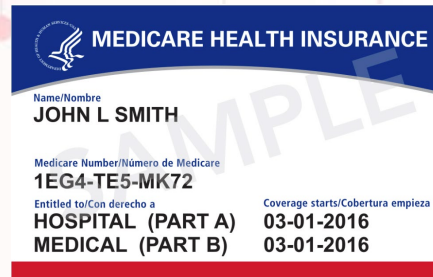 MEDICARE HEALTH INSURANCE
Name/Nombre
JOHN L SMITH
Medicare Number/Número de Medicare
1EG4-TE5-MK72
Entitled to/Con derecho a Coverage starts/Cobertura empieza
HOSPITAL (PART A) 03-01-2016
MEDICAL (PART B) 03-01-2016
SAMPLE